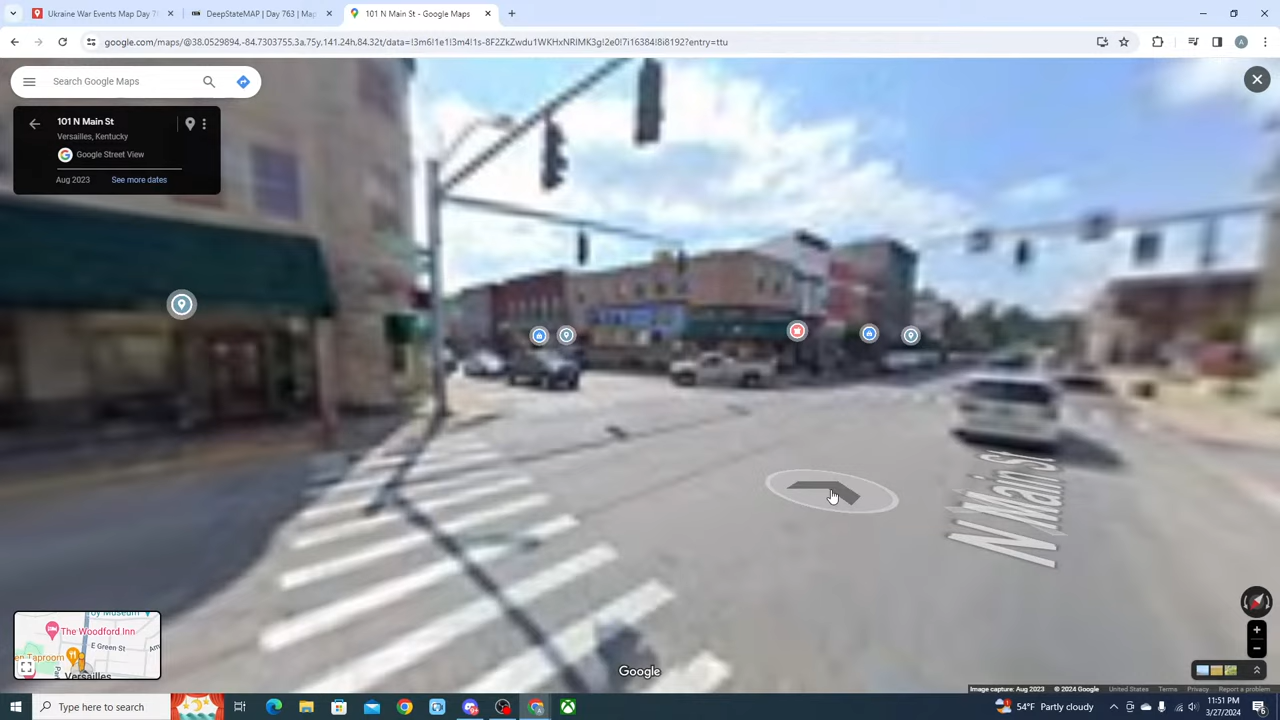 Ukraine War Events Map Day
DeepStateMAP | Day 763 | Map
101 N Main St - Google Maps
google.com/maps/@38.0529894,-84.7303755,3a,75y,141.24h,84.32t/data=!3m6!1e1!3m4!1s-8F2ZkZwdu1WKHxNRIMK3g!2e0!7i16384!8i8192?entry=ttu
A
Search Google Maps
101 N Main St
Versailles, Kentucky
Google Street View
Aug 2023 See more dates
N Main St
The Woodford Inn
E Green St
en Taproom
Versailles
Google
Image capture: Aug 2023 © 2024 Google United States Terms Privacy Report a problem
Type here to search
54°F Partly cloudy
11:51 PM
3/27/2024